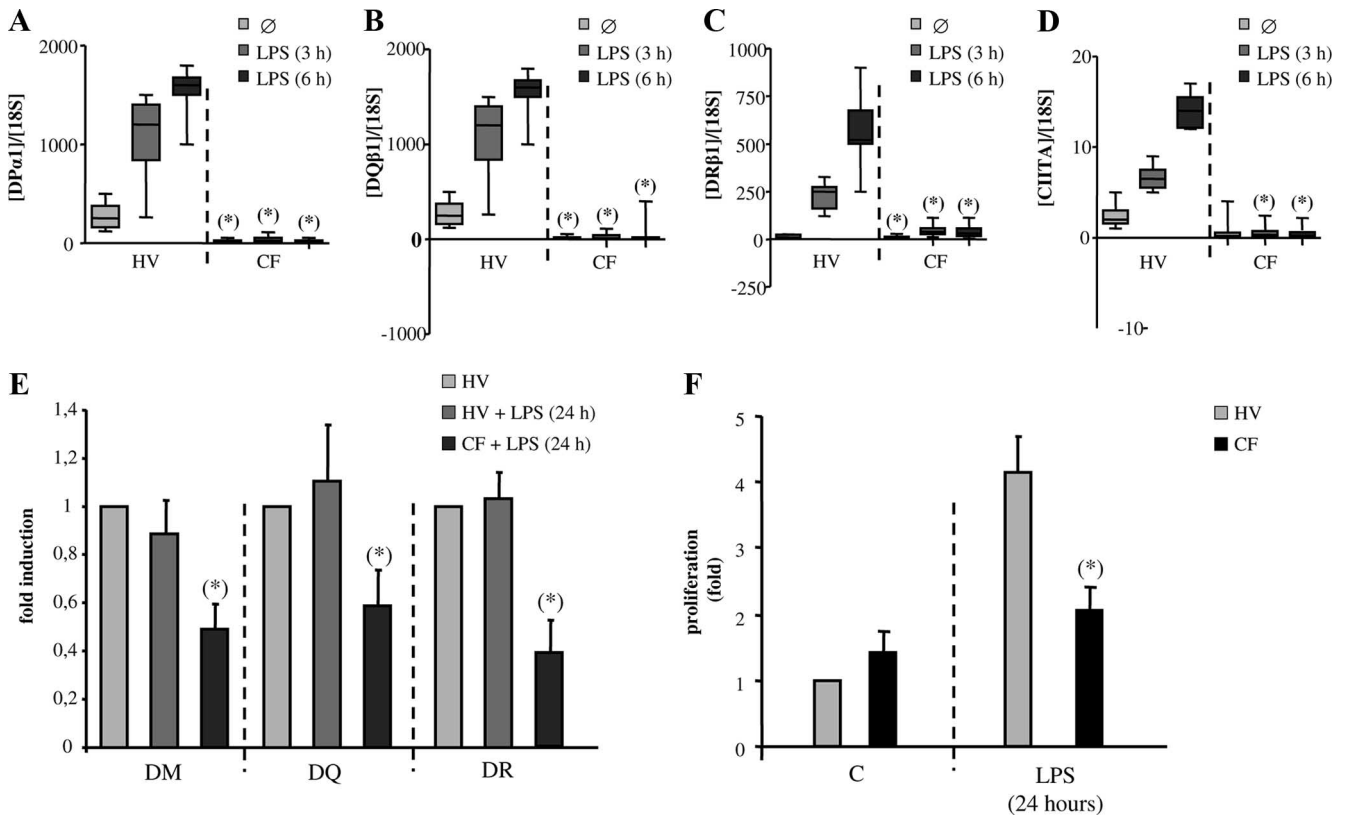 A
∅
LPS (3 h)
LPS (6 h)
[DPα1]/[18S]
2000
1000
0
(*) (*) (*)
HV CF
B
∅
LPS (3 h)
LPS (6 h)
[DQβ1]/[18S]
2000
1000
0
-1000
(*) (*) (*)
HV CF
C
∅
LPS (3 h)
LPS (6 h)
[DRβ1]/[18S]
1000
750
500
250
0
-250
(*) (*) (*)
HV CF
D
∅
LPS (3 h)
LPS (6 h)
[CIITA]/[18S]
20
10
0
-10
(*) (*)
HV CF
E
HV
HV + LPS (24 h)
CF + LPS (24 h)
fold induction
1,4
1,2
1
0,8
0,6
0,4
0,2
0
(*) (*) (*)
DM DQ DR
F
HV
CF
proliferation
(fold)
5
4
3
2
1
0
(*)
C LPS
(24 hours)